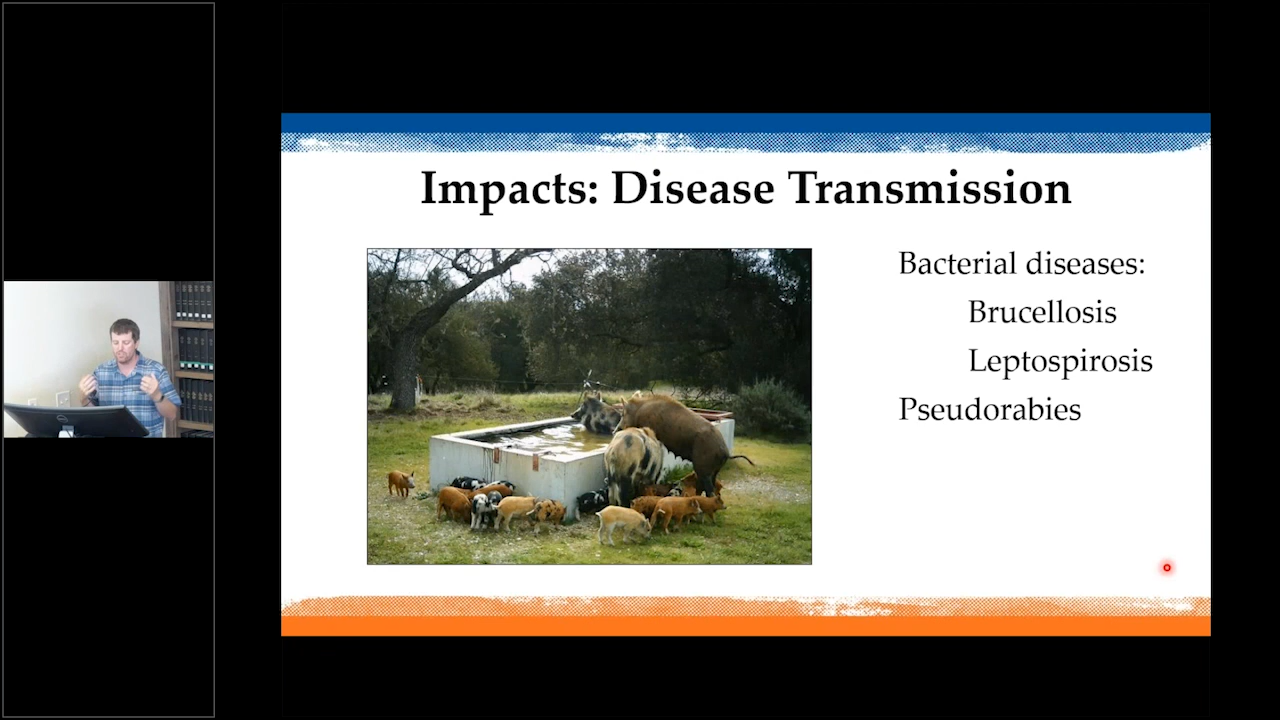 Impacts: Disease Transmission
Bacterial diseases:
Brucellosis
Leptospirosis
Pseudorabies